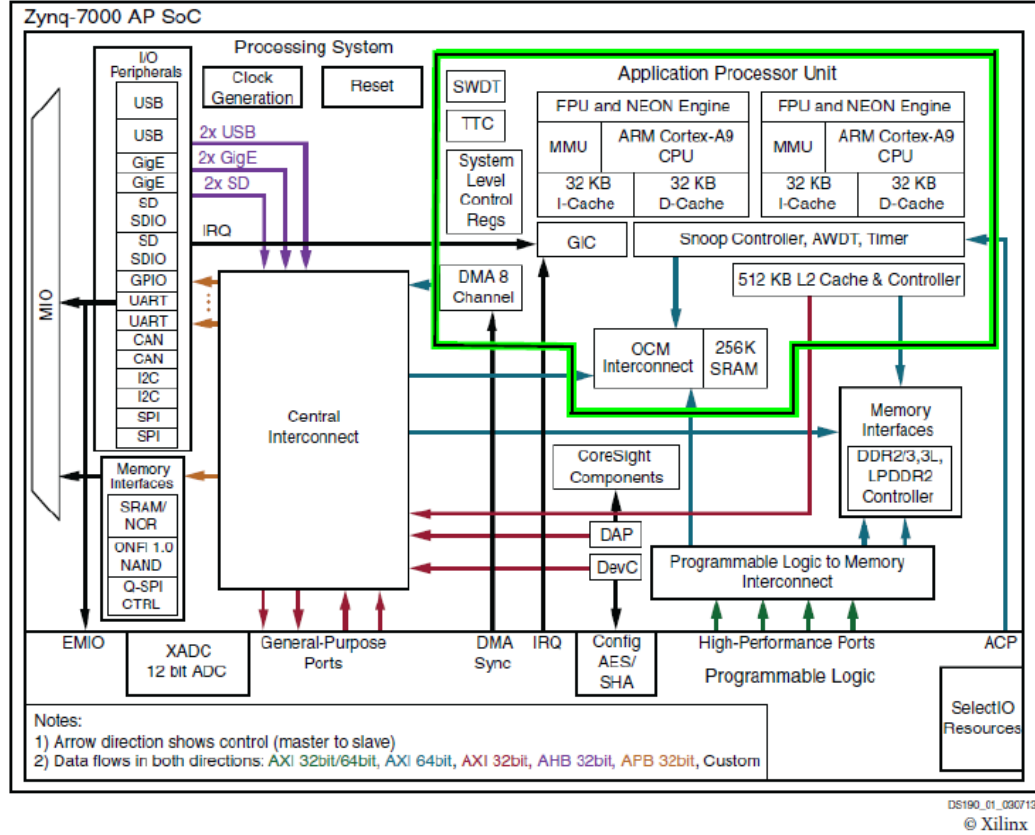 Zynq-7000 AP SoC
Processing System
I/O
Peripherals
USB
USB
GigE
GigE
SD
SDIO
SD
SDIO
GPIO
UART
UART
CAN
CAN
I2C
I2C
SPI
SPI
MIO
Clock
Generation
Reset
2x USB
2x GigE
2x SD
IRQ
Application Processor Unit
SWDT
TTC
System
Level
Control
Regs
FPU and NEON Engine
MMU
ARM Cortex-A9
CPU
32 KB
I-Cache
32 KB
D-Cache
FPU and NEON Engine
MMU
ARM Cortex-A9
CPU
32 KB
I-Cache
32 KB
D-Cache
GIC
Snoop Controller, AWDT, Timer
DMA 8
Channel
512 KB L2 Cache & Controller
OCM
Interconnect
256K
SRAM
Central
Interconnect
Memory
Interfaces
DDR2/3,3L,
LPDDR2
Controller
CoreSight
Components
DAP
DevC
Programmable Logic to Memory
Interconnect
Memory
Interfaces
SRAM/
NOR
ONFI 1.0
NAND
Q-SPI
CTRL
EMIO
XADC
12 bit ADC
General-Purpose
Ports
DMA
Sync
IRQ
Config
AES/
SHA
High-Performance Ports
ACP
Programmable Logic
SelectIO
Resources
Notes:
1) Arrow direction shows control (master to slave)
2) Data flows in both directions: AXI 32bit/64bit, AXI 64bit, AXI 32bit, AHB 32bit, APB 32bit, Custom
DS190_01_030713
© Xilinx